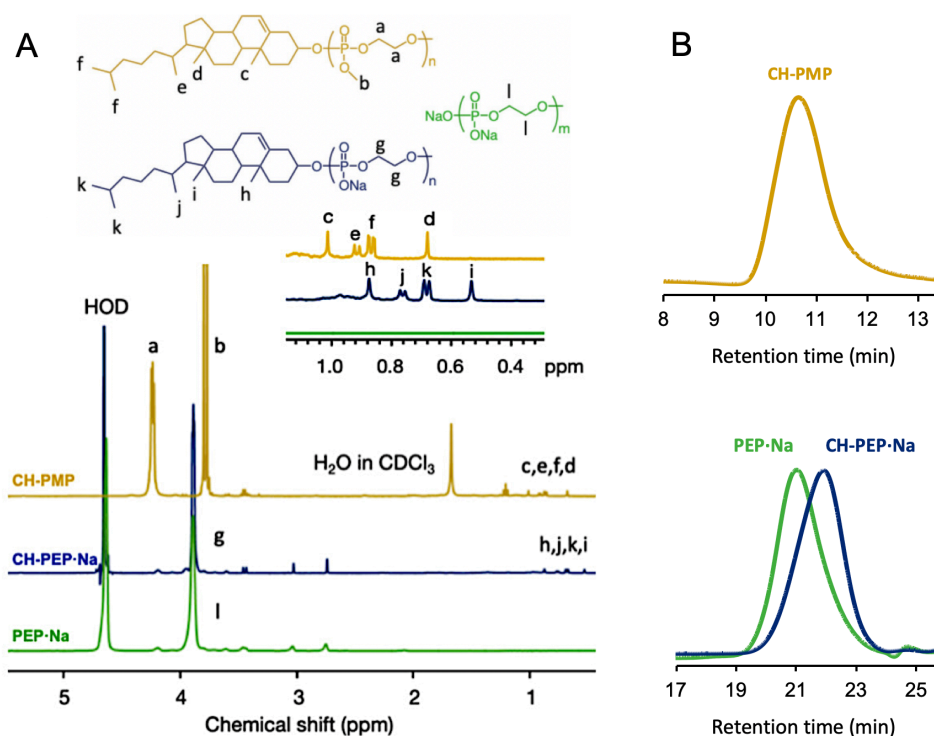 A
f
f
e
d
c
O
P
O
O
O
a
a
b
n
NaO
P
O
ONa
O
O
l
l
m
k
k
j
i
h
O
P
O
ONa
O
O
g
g
n
c
e
f
d
h
j
k
i
1.0 0.8 0.6 0.4 ppm
HOD
a
b
H2O in CDCl3
c,e,f,d
CH-PMP
g
h,j,k,i
CH-PEP·Na
l
PEP·Na
5 4 3 2 1
Chemical shift (ppm)
B
CH-PMP
8 9 10 11 12 13
Retention time (min)
PEP·Na CH-PEP·Na
17 19 21 23 25
Retention time (min)